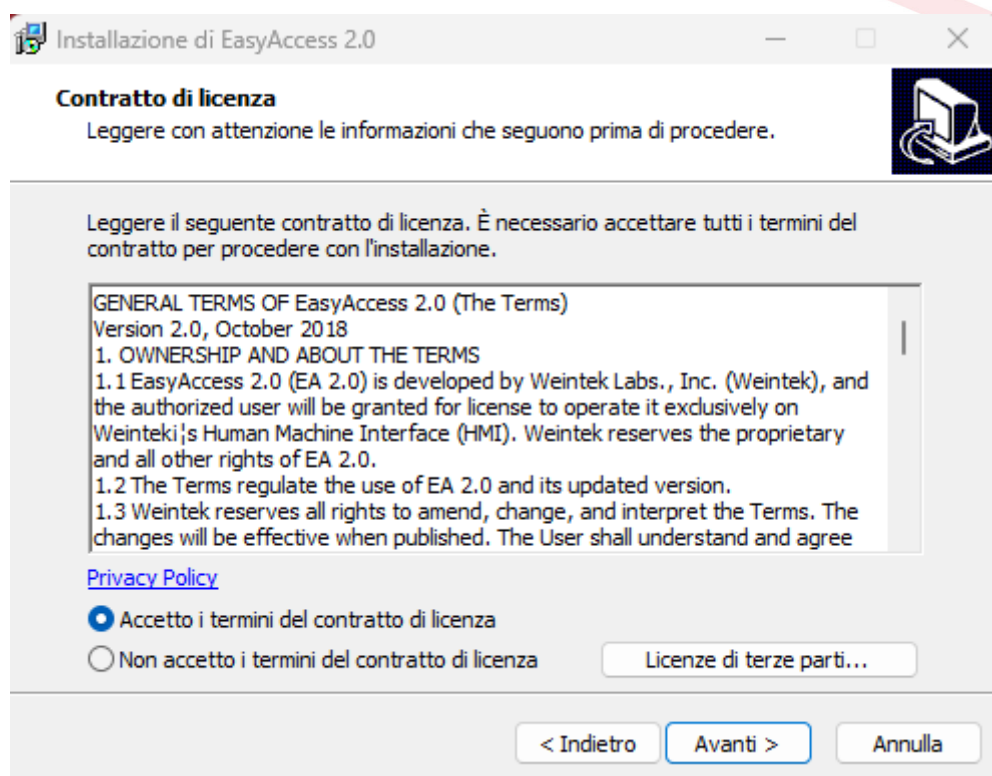 Installazione di EasyAccess 2.0
Contratto di licenza
Leggere con attenzione le informazioni che seguono prima di procedere.
Leggere il seguente contratto di licenza. È necessario accettare tutti i termini del
contratto per procedere con l'installazione.
GENERAL TERMS OF EasyAccess 2.0 (The Terms)
Version 2.0, October 2018
1. OWNERSHIP AND ABOUT THE TERMS
1.1 EasyAccess 2.0 (EA 2.0) is developed by Weintek Labs., Inc. (Weintek), and
the authorized user will be granted for license to operate it exclusively on
Weinteki¦s Human Machine Interface (HMI). Weintek reserves the proprietary
and all other rights of EA 2.0.
1.2 The Terms regulate the use of EA 2.0 and its updated version.
1.3 Weintek reserves all rights to amend, change, and interpret the Terms. The
changes will be effective when published. The User shall understand and agree
Privacy Policy
Accetto i termini del contratto di licenza
Non accetto i termini del contratto di licenza
Licenze di terze parti...
< Indietro
Avanti >
Annulla